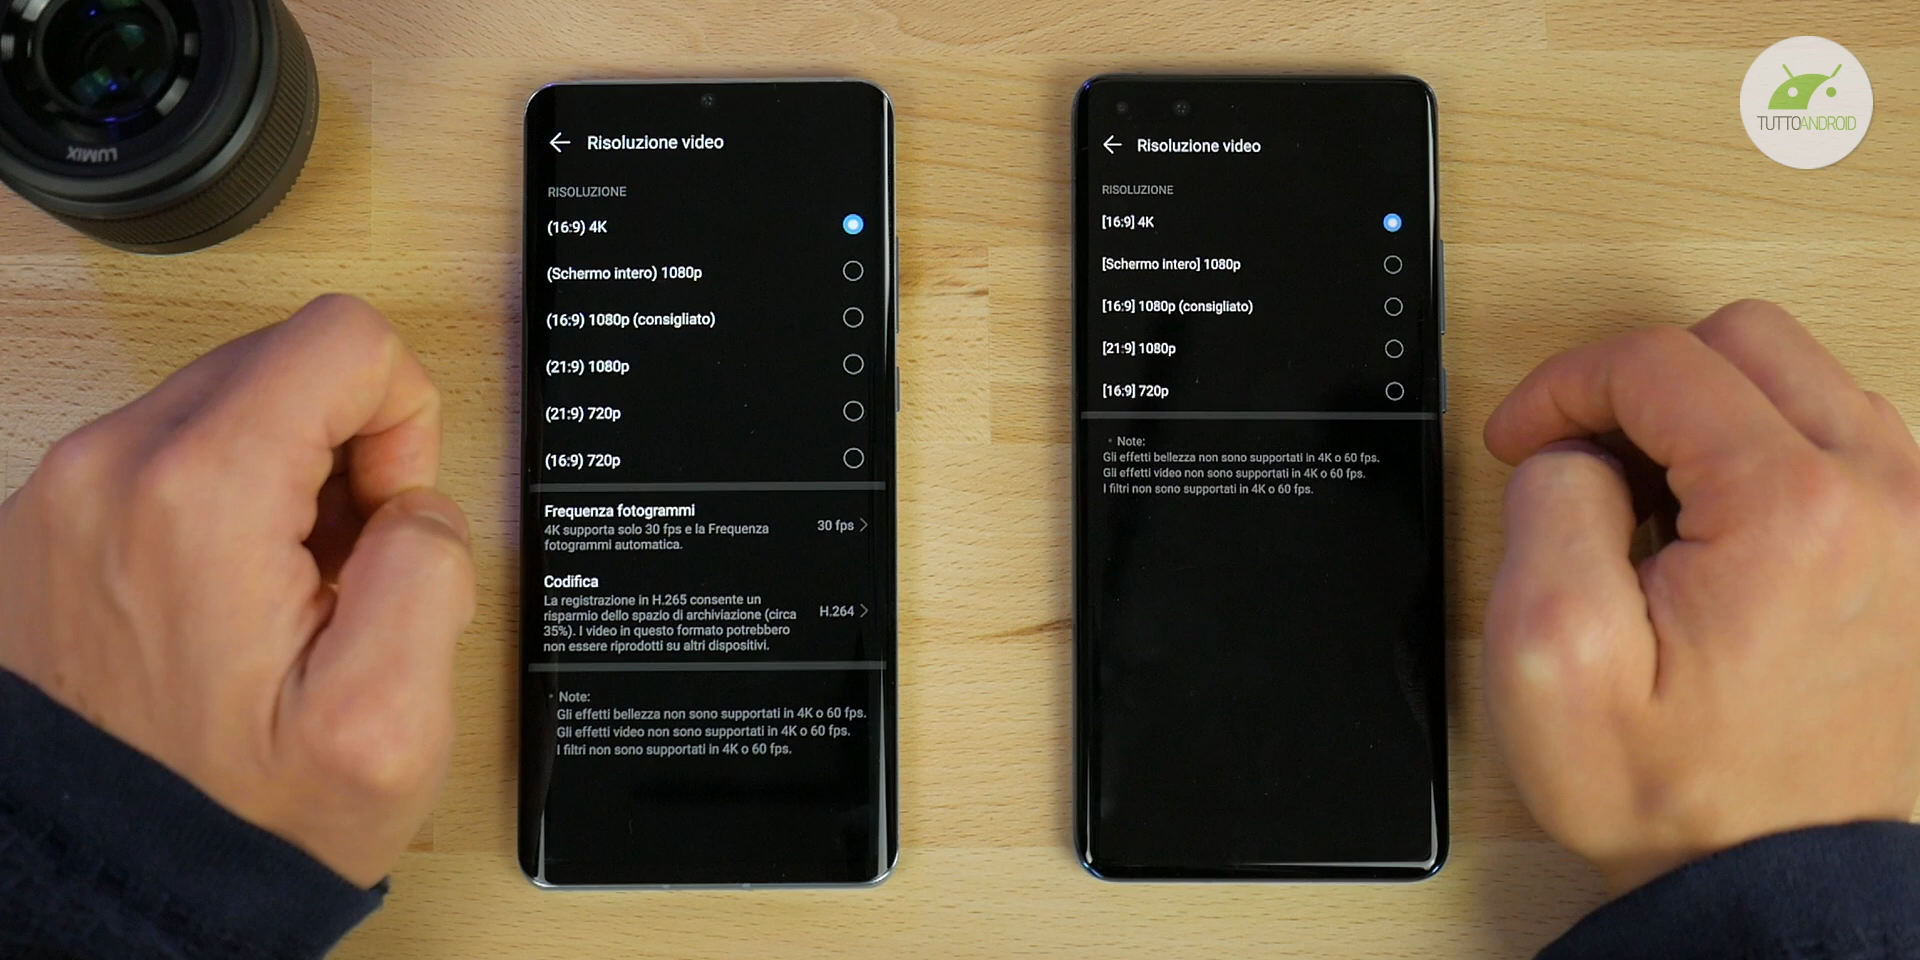 LUMIX
TUTTOANDROID
Risoluzione video
RISOLUZIONE
(16:9) 4K
(Schermo intero) 1080p
(16:9) 1080p (consigliato)
(21:9) 1080p
(21:9) 720p
(16:9) 720p
Frequenza fotogrammi
4K supporta solo 30 fps e la Frequenza
fotogrammi automatica.
30 fps
Codifica
La registrazione in H.265 consente un
risparmio dello spazio di archiviazione (circa
35%). I video in questo formato potrebbero
non essere riprodotti su altri dispositivi.
H.264
• Note:
Gli effetti bellezza non sono supportati in 4K o 60 fps.
Gli effetti video non sono supportati in 4K o 60 fps.
I filtri non sono supportati in 4K o 60 fps.
Risoluzione video
RISOLUZIONE
[16:9] 4K
[Schermo intero] 1080p
[16:9] 1080p (consigliato)
[21:9] 1080p
[16:9] 720p
• Note:
Gli effetti bellezza non sono supportati in 4K o 60 fps.
Gli effetti video non sono supportati in 4K o 60 fps.
I filtri non sono supportati in 4K o 60 fps.